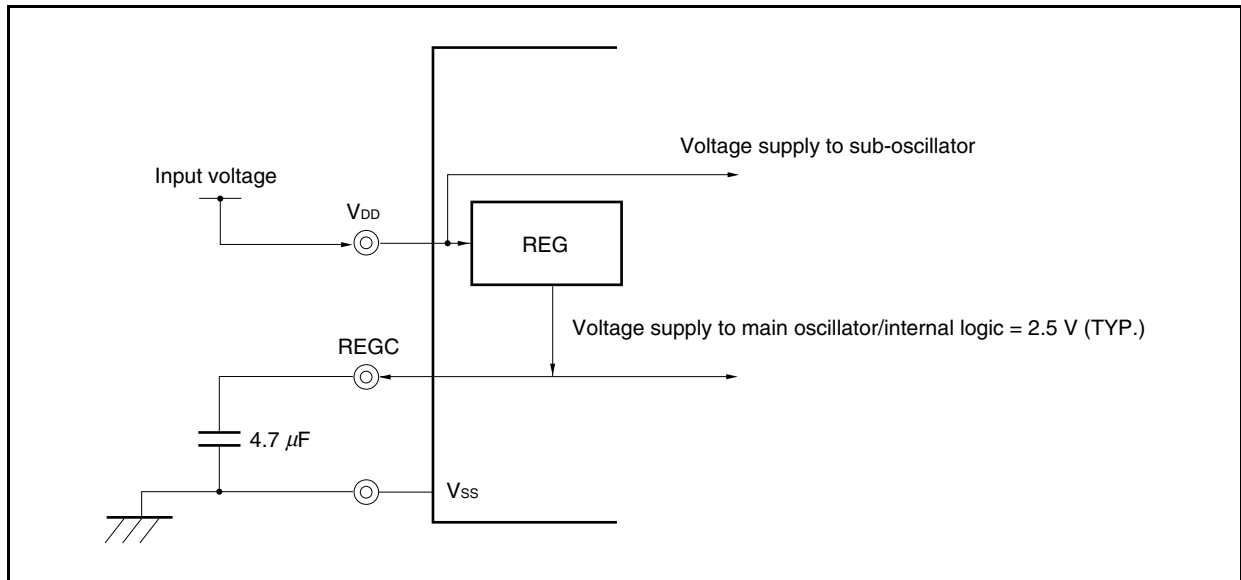 Voltage supply to sub-oscillator
Input voltage
VDD
REG
Voltage supply to main oscillator/internal logic = 2.5 V (TYP.)
REGC
4.7 μF
VSS